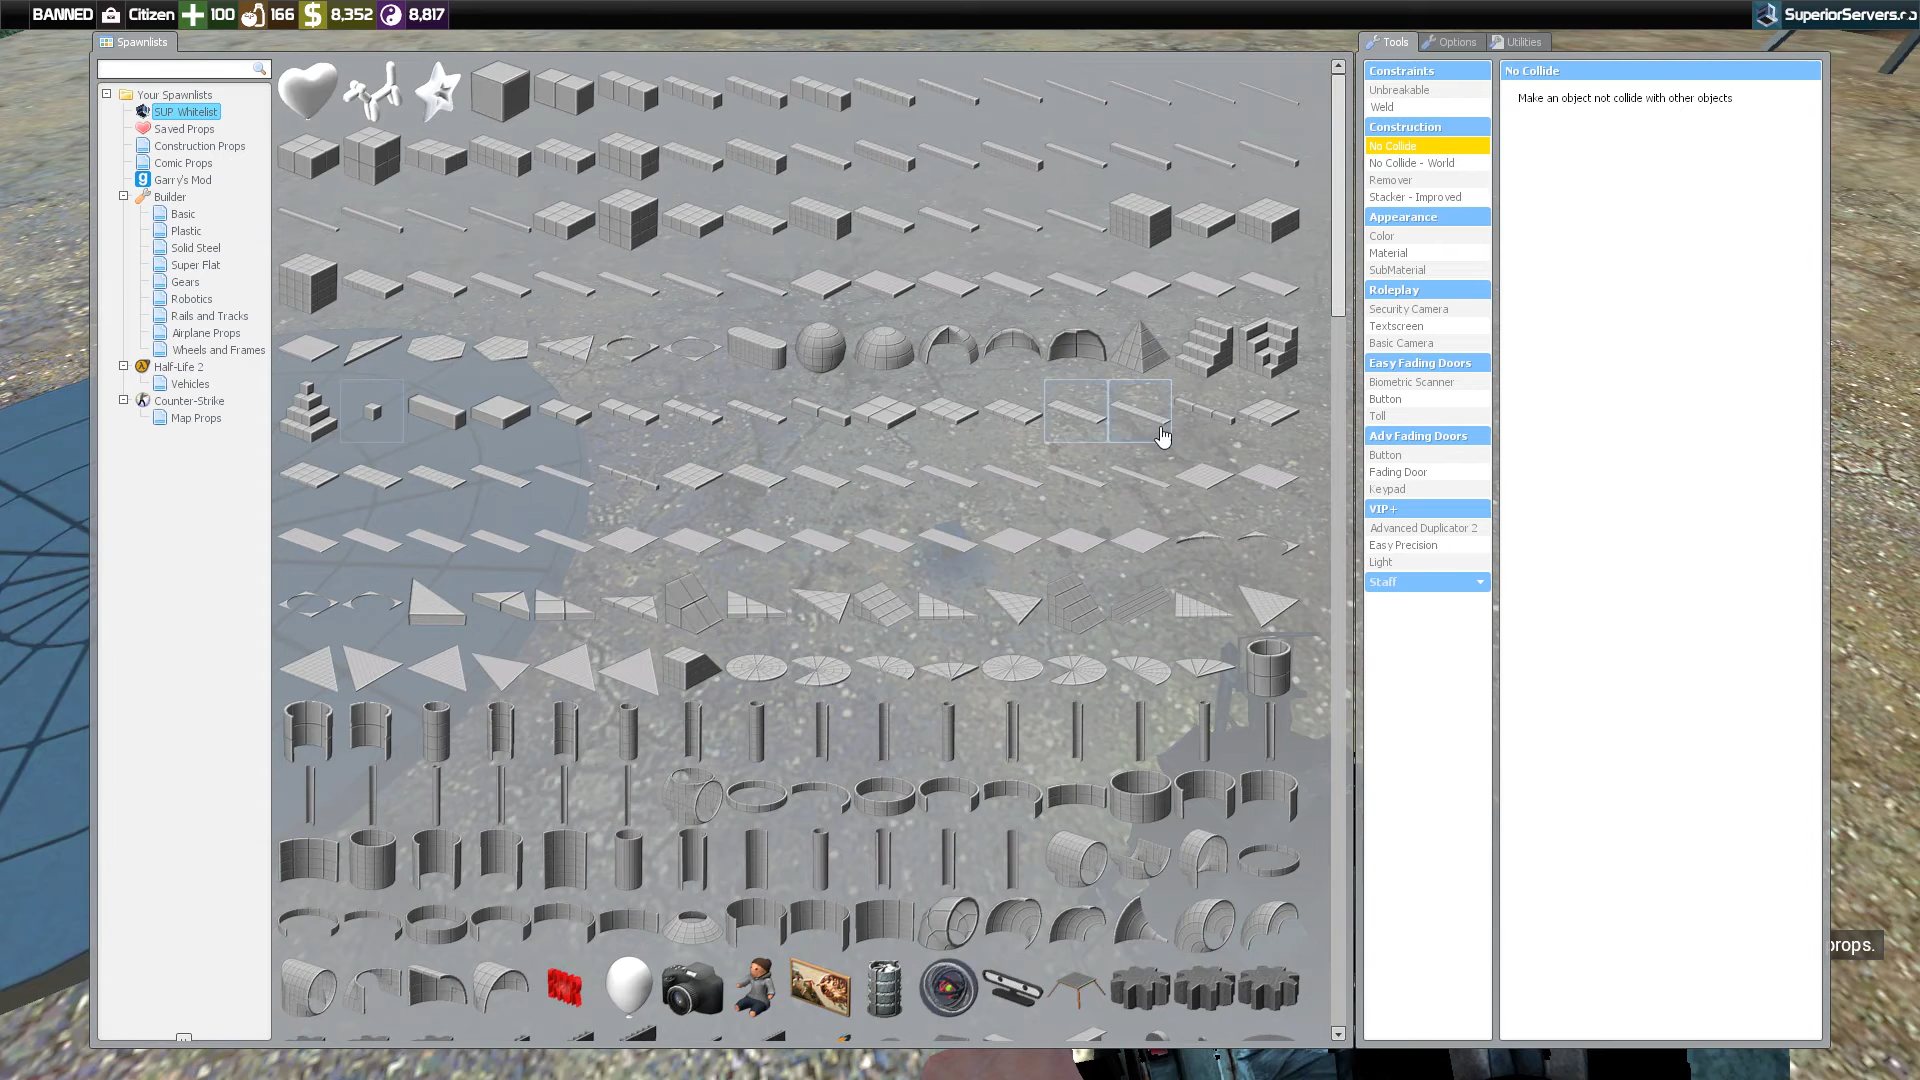 BANNED Citizen 100 166 8,352 8,817
SuperiorServers.co
Spawnlists
Your Spawnlists
SUP Whitelist
Saved Props
Construction Props
Comic Props
Garry's Mod
Builder
Basic
Plastic
Solid Steel
Super Flat
Gears
Robotics
Rails and Tracks
Airplane Props
Wheels and Frames
Half-Life 2
Vehicles
Counter-Strike
Map Props
Tools Options Utilities
Constraints
Unbreakable
Weld
Construction
No Collide
No Collide - World
Remover
Stacker - Improved
Appearance
Color
Material
SubMaterial
Roleplay
Security Camera
Textscreen
Basic Camera
Easy Fading Doors
Biometric Scanner
Button
Toll
Adv Fading Doors
Button
Fading Door
Keypad
VIP+
Advanced Duplicator 2
Easy Precision
Light
Staff
No Collide
Make an object not collide with other objects
props.